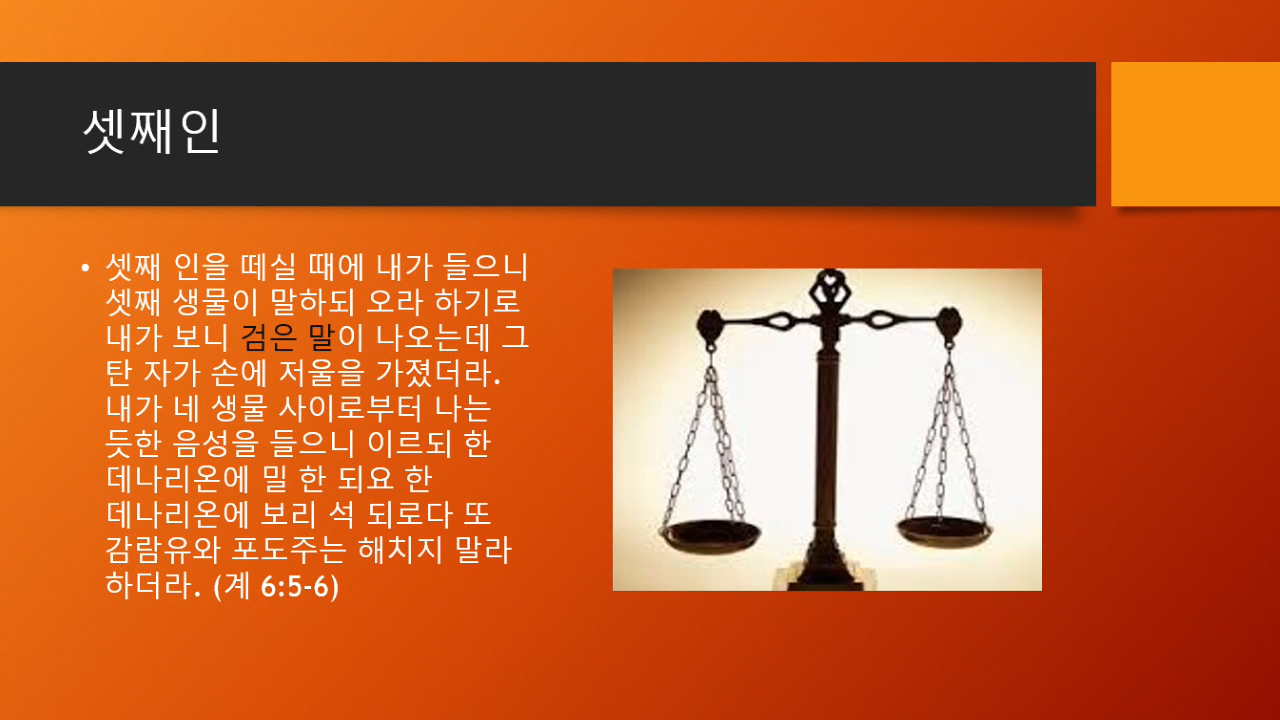 셋째인
• 셋째 인을 떼실 때에 내가 들으니
셋째 생물이 말하되 오라 하기로
내가 보니 검은 말이 나오는데 그
탄 자가 손에 저울을 가졌더라.
내가 네 생물 사이로부터 나는
듯한 음성을 들으니 이르되 한
데나리온에 밀 한 되요 한
데나리온에 보리 석 되로다 또
감람유와 포도주는 해치지 말라
하더라. (계 6:5-6)